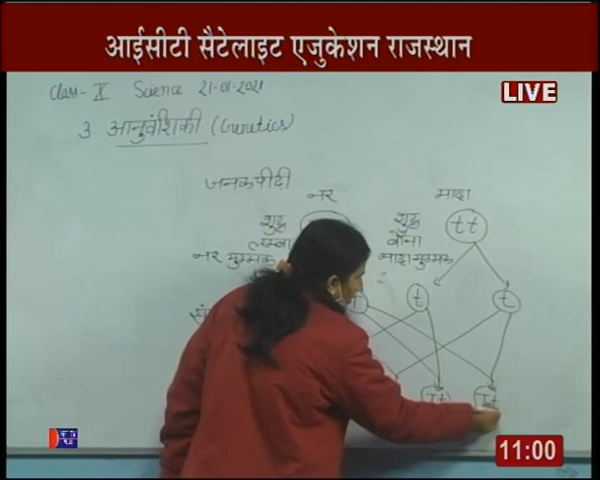 आईसीटी सैटेलाइट एजुकेशन राजस्थान
LIVE
Class- X Science 21-01-2021
3 आनुवंशिकी (Genetics)
जनकपीढी
नर मादा
शुद्ध शुद्ध tt
लम्बा बौना
नर युग्मक मादा युग्मक
t t
Tt Tt
11:00